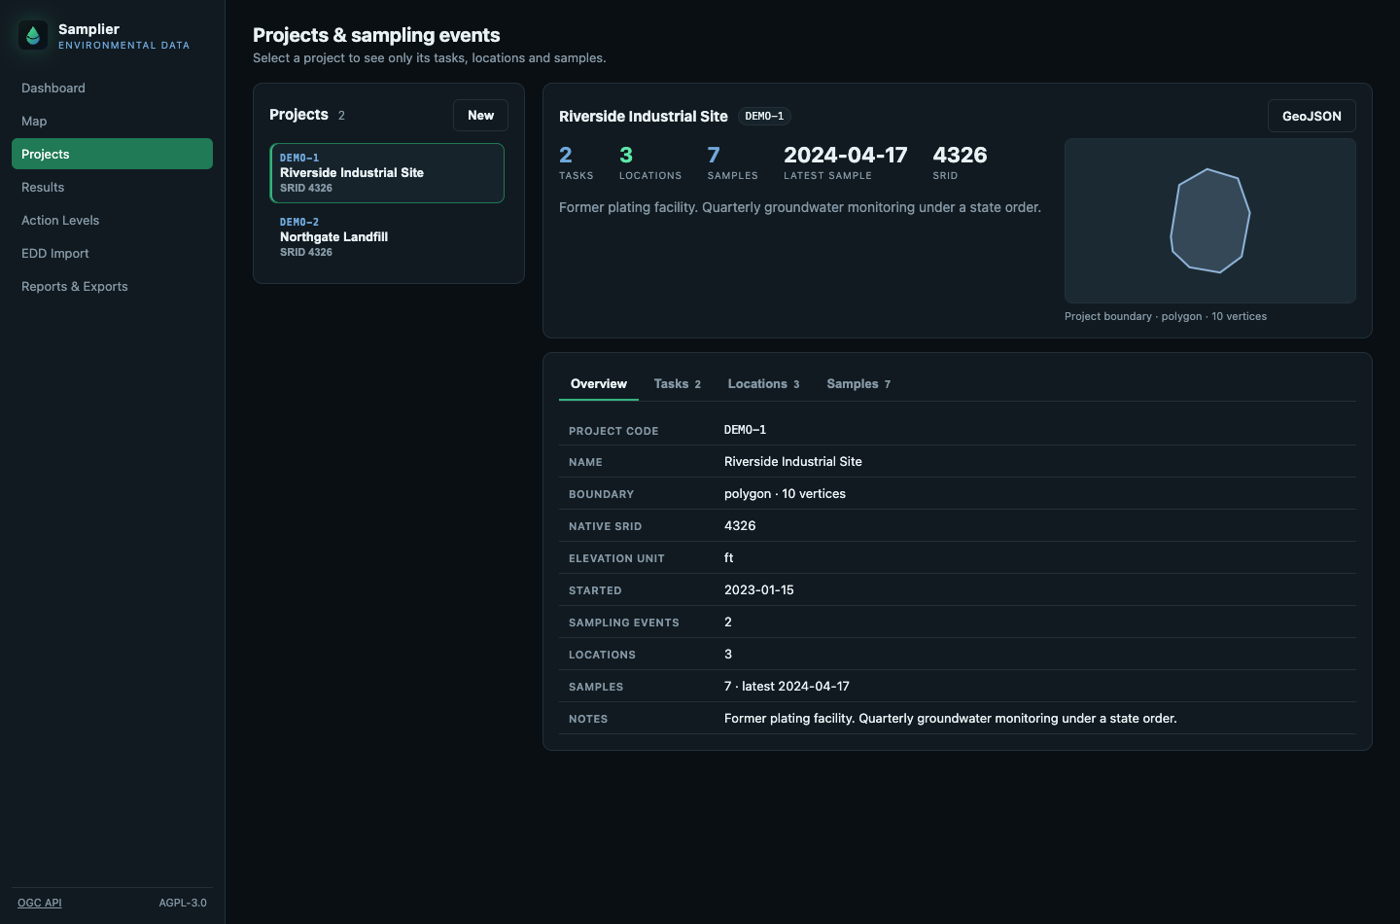 Samplier
ENVIRONMENTAL DATA
Dashboard
Map
Projects
Results
Action Levels
EDD Import
Reports & Exports
OGC API
AGPL-3.0
Projects & sampling events
Select a project to see only its tasks, locations and samples.
Projects 2
New
DEMO-1
Riverside Industrial Site
SRID 4326
DEMO-2
Northgate Landfill
SRID 4326
Riverside Industrial Site DEMO-1
GeoJSON
2 3 7 2024-04-17 4326
TASKS LOCATIONS SAMPLES LATEST SAMPLE SRID
Former plating facility. Quarterly groundwater monitoring under a state order.
Project boundary · polygon · 10 vertices
Overview Tasks 2 Locations 3 Samples 7
PROJECT CODE DEMO-1
NAME Riverside Industrial Site
BOUNDARY polygon · 10 vertices
NATIVE SRID 4326
ELEVATION UNIT ft
STARTED 2023-01-15
SAMPLING EVENTS 2
LOCATIONS 3
SAMPLES 7 · latest 2024-04-17
NOTES Former plating facility. Quarterly groundwater monitoring under a state order.